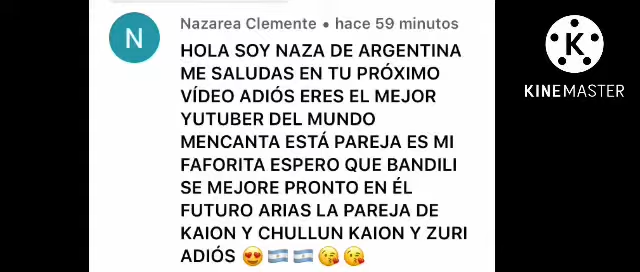 Nazarea Clemente • hace 59 minutos
N
HOLA SOY NAZA DE ARGENTINA
ME SALUDAS EN TU PRÓXIMO
VÍDEO ADIÓS ERES EL MEJOR
YUTUBER DEL MUNDO
MENCANTA ESTÁ PAREJA ES MI
FAFORITA ESPERO QUE BANDILI
SE MEJORE PRONTO EN ÉL
FUTURO ARIAS LA PAREJA DE
KAION Y CHULLUN KAION Y ZURI
ADIÓS 😍🇦🇷🇦🇷😘😘
K
KINEMASTER